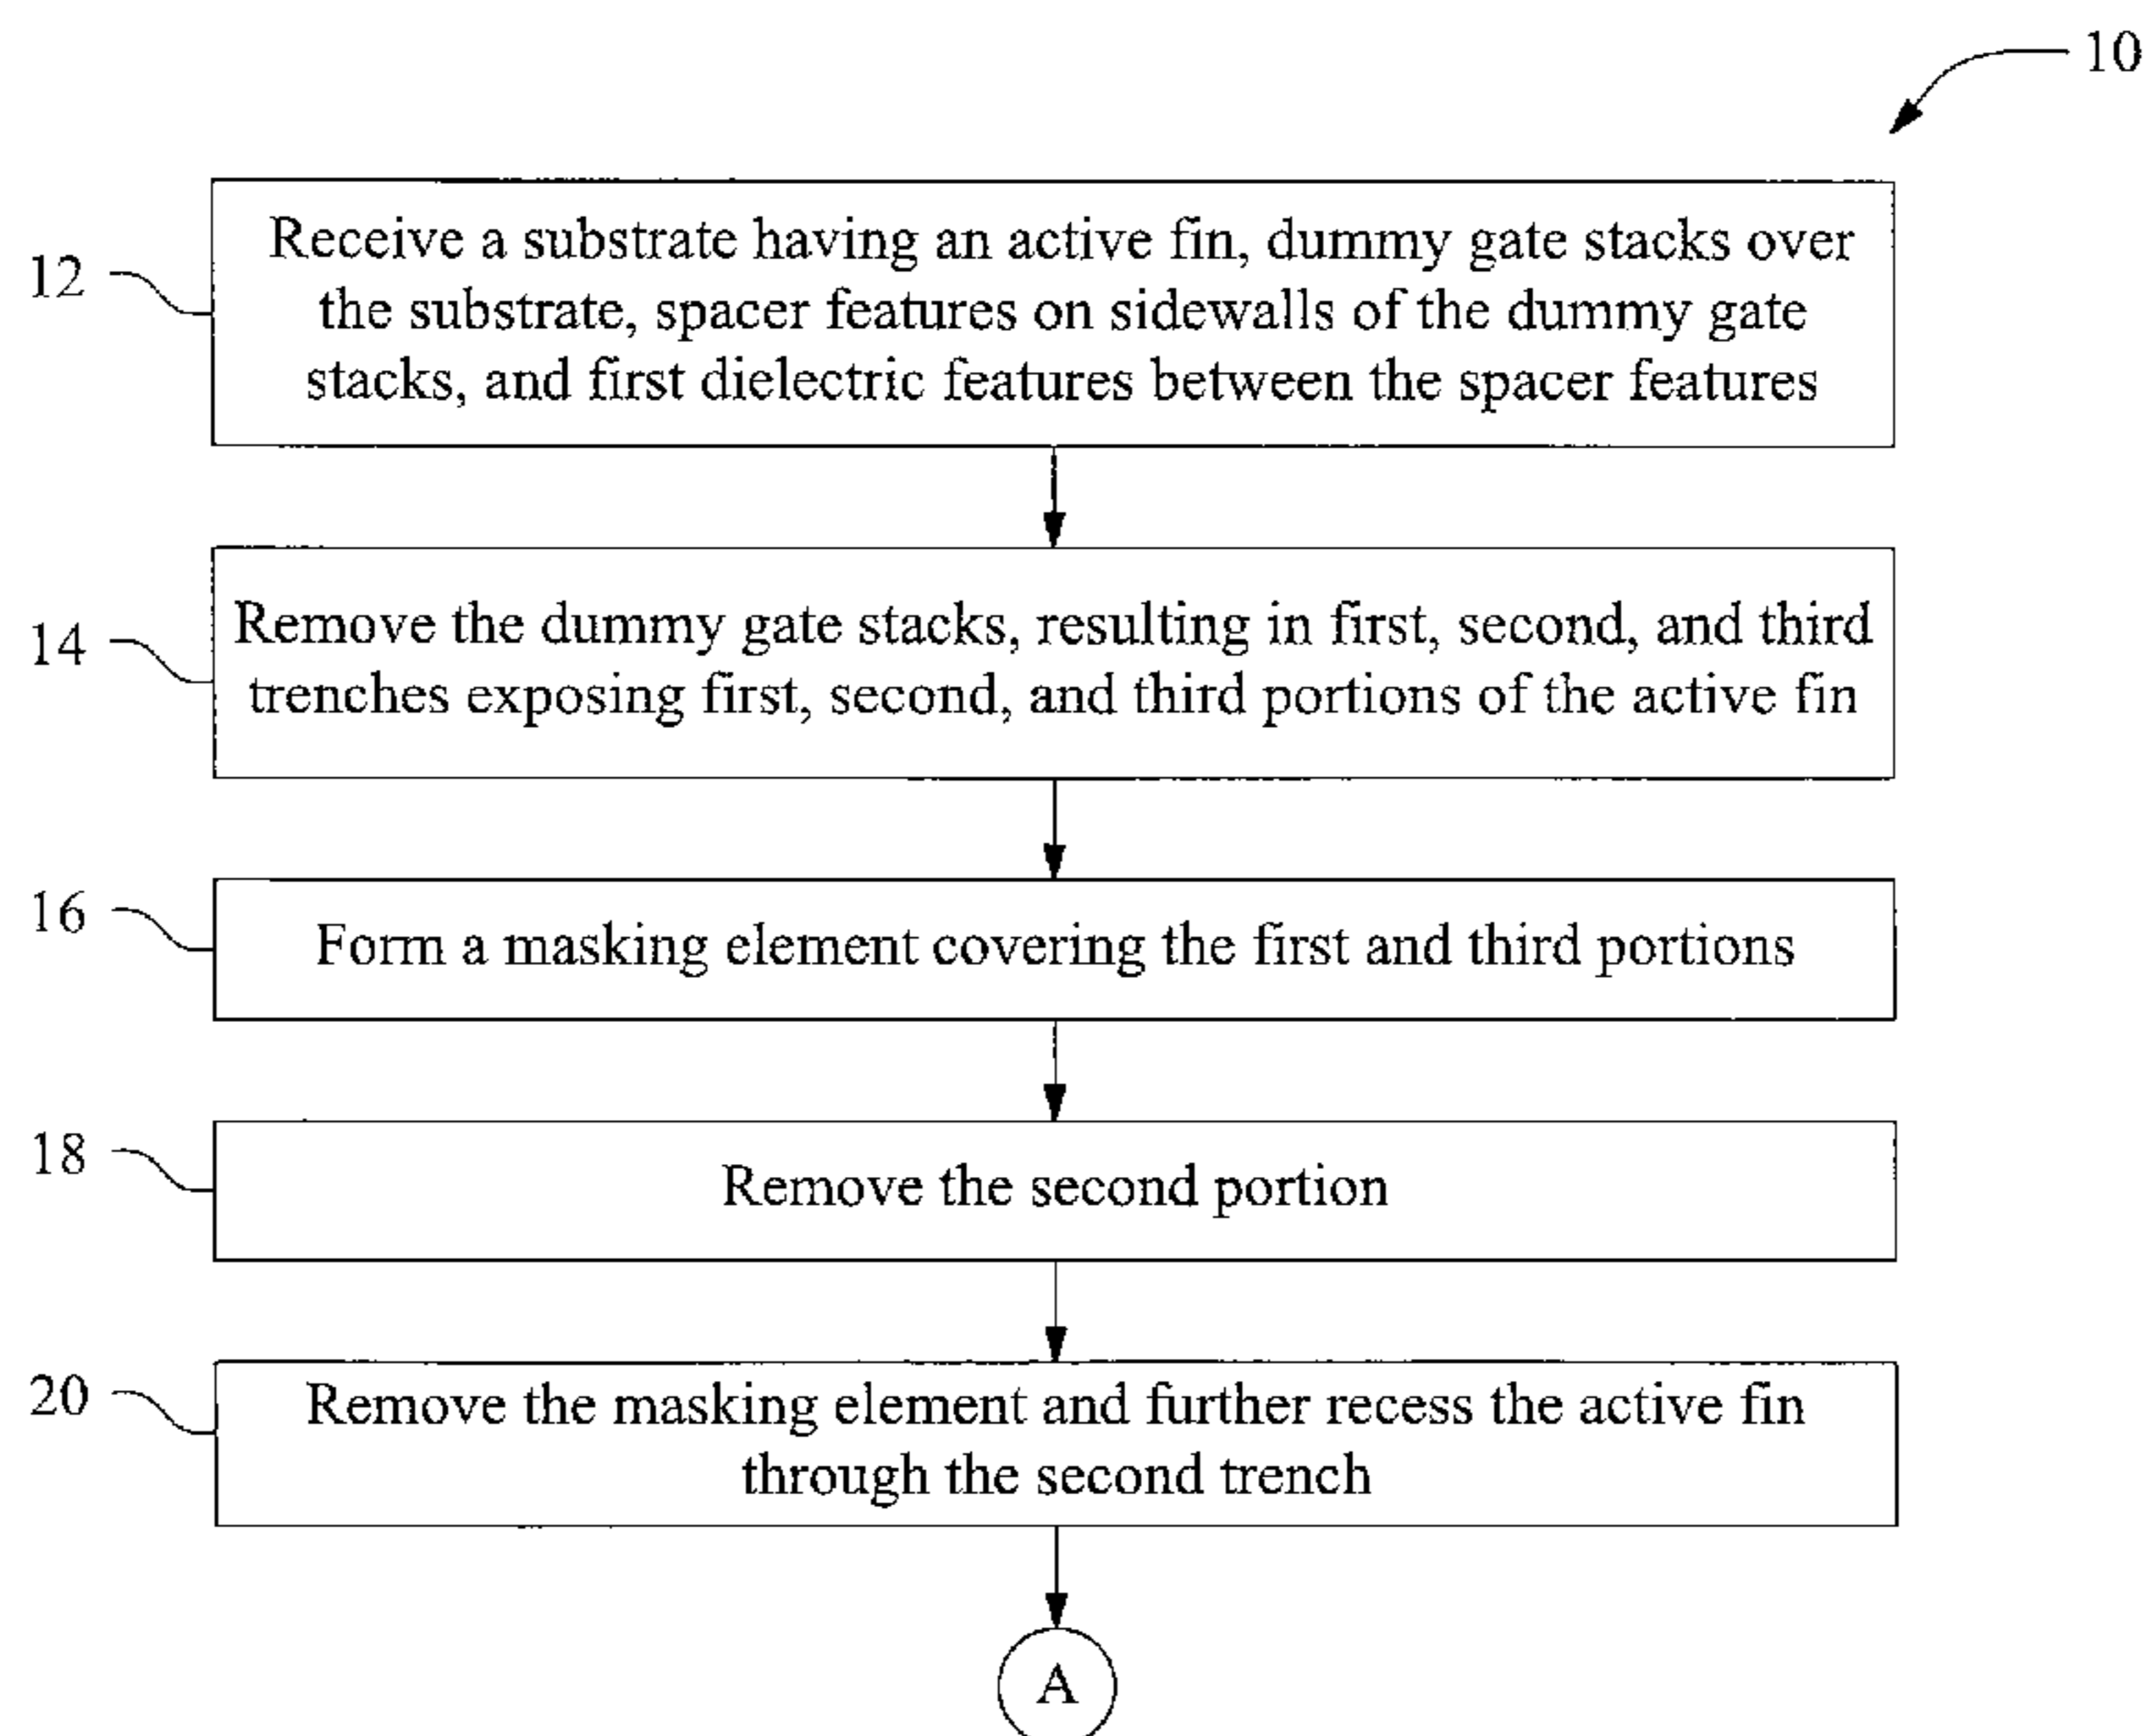 10
12
Receive a substrate having an active fin, dummy gate stacks over
the substrate, spacer features on sidewalls of the dummy gate
stacks, and first dielectric features between the spacer features
14
Remove the dummy gate stacks, resulting in first, second, and third
trenches exposing first, second, and third portions of the active fin
16
Form a masking element covering the first and third portions
18
Remove the second portion
20
Remove the masking element and further recess the active fin
through the second trench
A